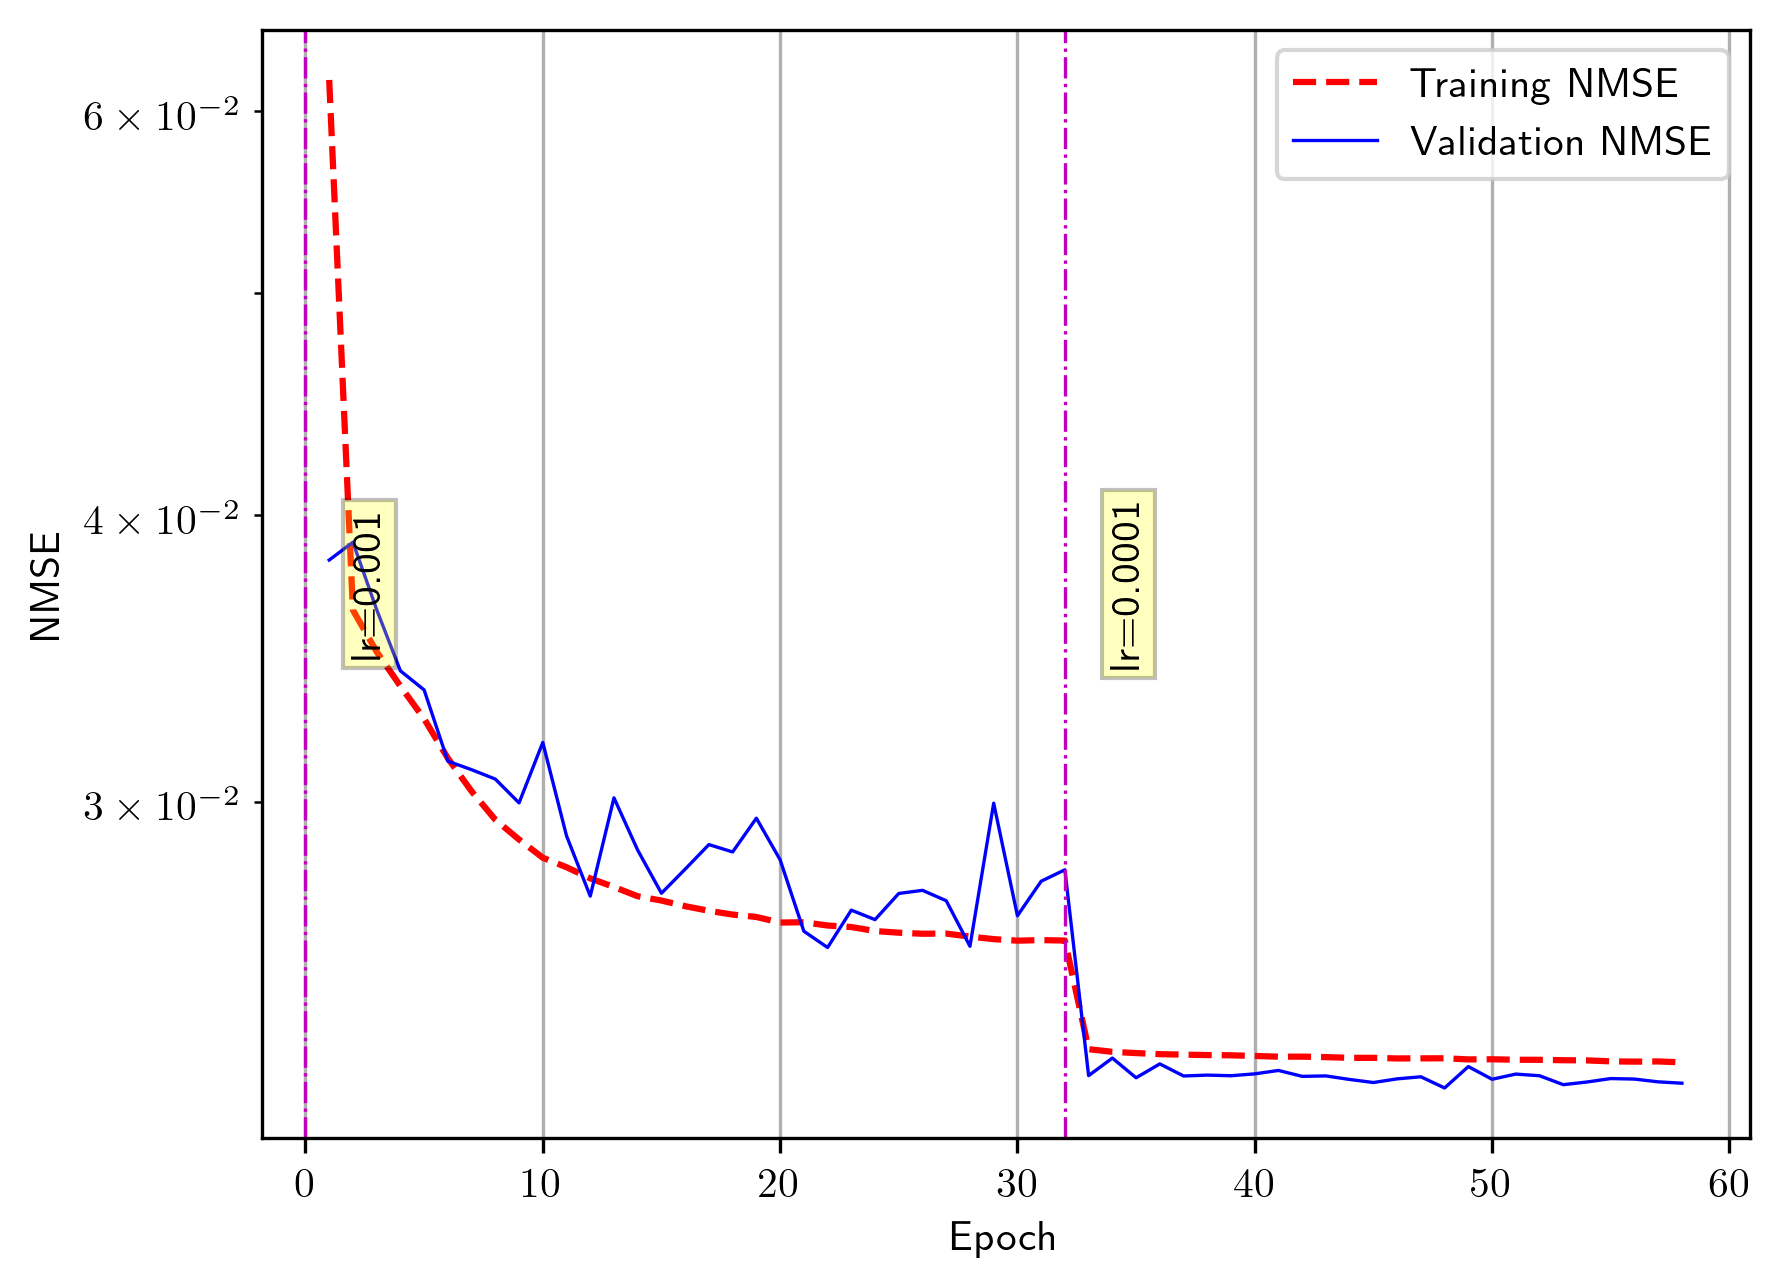 Training NMSE
Validation NMSE
6 × 10⁻²
4 × 10⁻²
3 × 10⁻²
NMSE
lr=0.001
lr=0.0001
0 10 20 30 40 50 60
Epoch